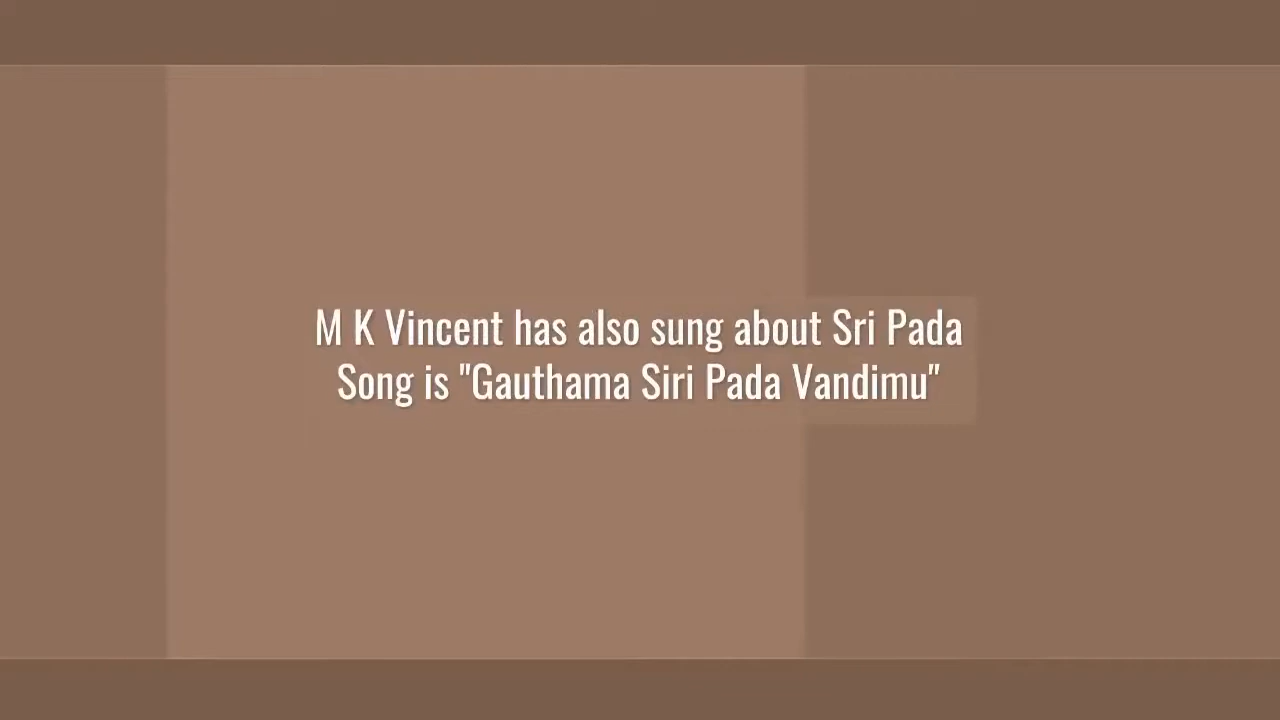 M K Vincent has also sung about Sri Pada
Song is "Gauthama Siri Pada Vandimu"